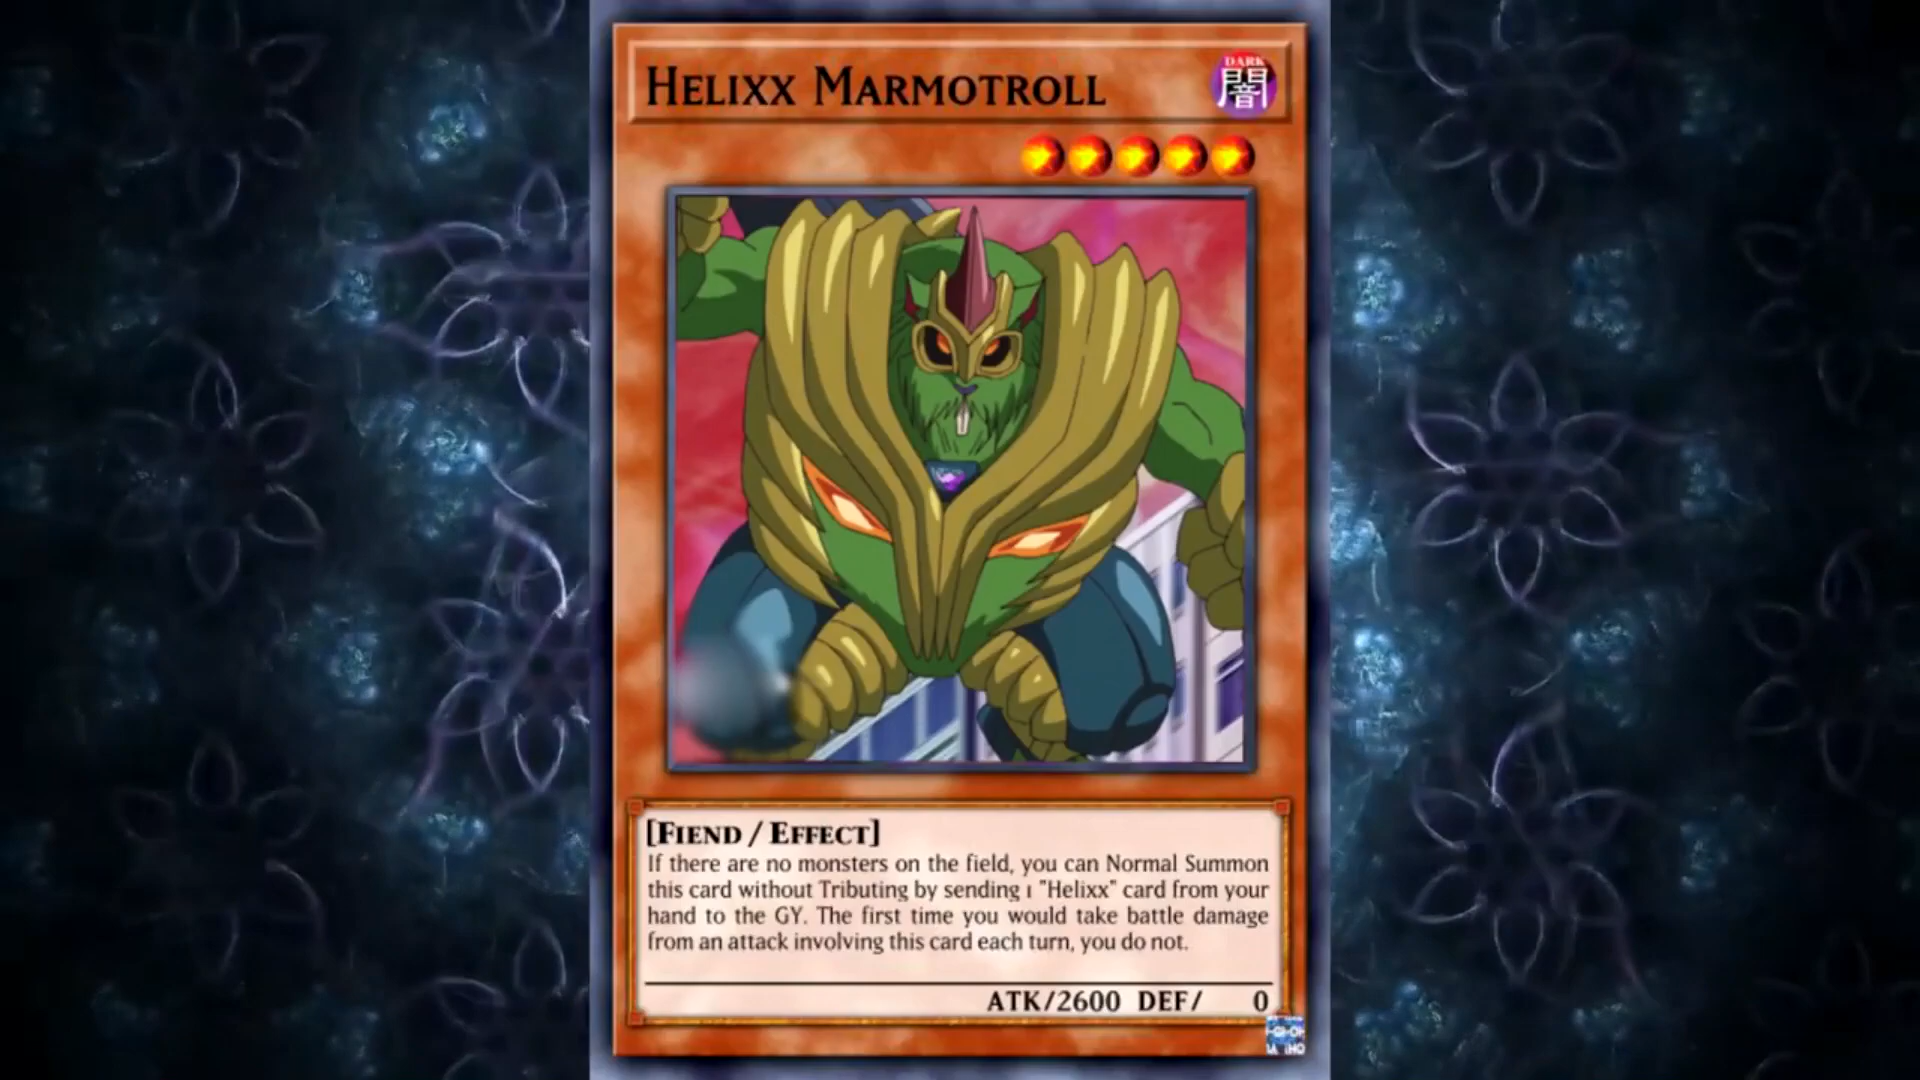 HELIXX MARMOTROLL
DARK
闇
[FIEND / EFFECT]
If there are no monsters on the field, you can Normal Summon
this card without Tributing by sending 1 "Helixx" card from your
hand to the GY. The first time you would take battle damage
from an attack involving this card each turn, you do not.
ATK/2600 DEF/ 0